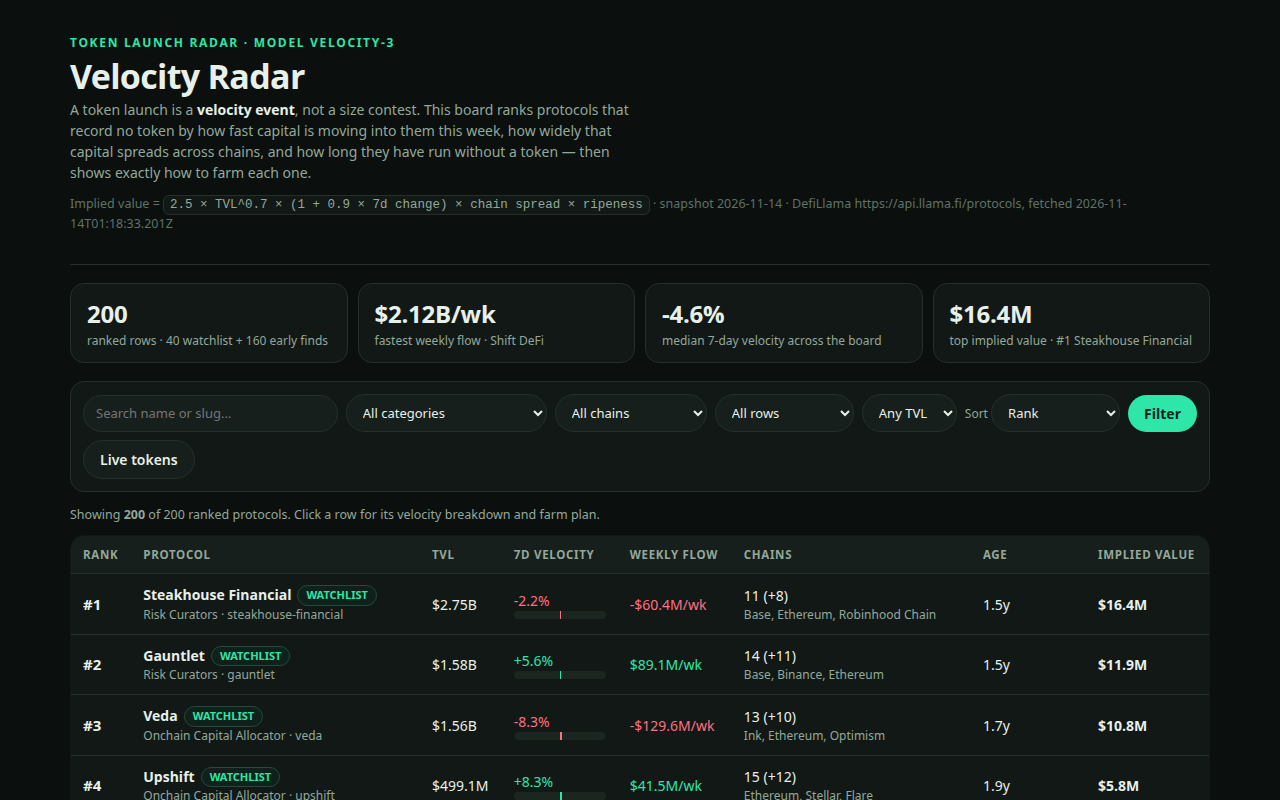 TOKEN LAUNCH RADAR · MODEL VELOCITY-3
Velocity Radar
A token launch is a velocity event, not a size contest. This board ranks protocols that
record no token by how fast capital is moving into them this week, how widely that
capital spreads across chains, and how long they have run without a token — then
shows exactly how to farm each one.
Implied value = 2.5 × TVL^0.7 × (1 + 0.9 × 7d change) × chain spread × ripeness · snapshot 2026-11-14 · DefiLlama https://api.llama.fi/protocols, fetched 2026-11-
14T01:18:33.201Z
200
ranked rows · 40 watchlist + 160 early finds
$2.12B/wk
fastest weekly flow · Shift DeFi
-4.6%
median 7-day velocity across the board
$16.4M
top implied value · #1 Steakhouse Financial
Search name or slug... All categories All chains All rows Any TVL Sort Rank Filter
Live tokens
Showing 200 of 200 ranked protocols. Click a row for its velocity breakdown and farm plan.
RANK PROTOCOL TVL 7D VELOCITY WEEKLY FLOW CHAINS AGE IMPLIED VALUE
#1 Steakhouse Financial WATCHLIST $2.75B -2.2% -$60.4M/wk 11 (+8) 1.5y $16.4M
Risk Curators · steakhouse-financial Base, Ethereum, Robinhood Chain
#2 Gauntlet WATCHLIST $1.58B +5.6% $89.1M/wk 14 (+11) 1.5y $11.9M
Risk Curators · gauntlet Base, Binance, Ethereum
#3 Veda WATCHLIST $1.56B -8.3% -$129.6M/wk 13 (+10) 1.7y $10.8M
Onchain Capital Allocator · veda Ink, Ethereum, Optimism
#4 Upshift WATCHLIST $499.1M +8.3% $41.5M/wk 15 (+12) 1.9y $5.8M
Onchain Capital Allocator · upshift Ethereum, Stellar, Flare